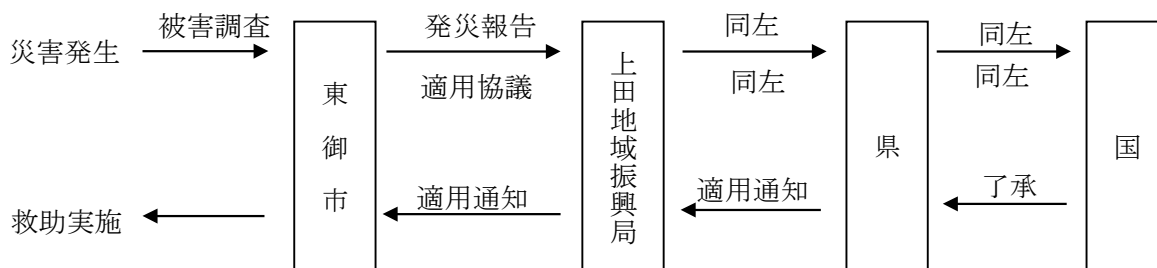 災害発生
被害調査
東御市
発災報告
適用協議
上田地域振興局
同左
同左
県
同左
同左
国
了承
適用通知
適用通知
救助実施